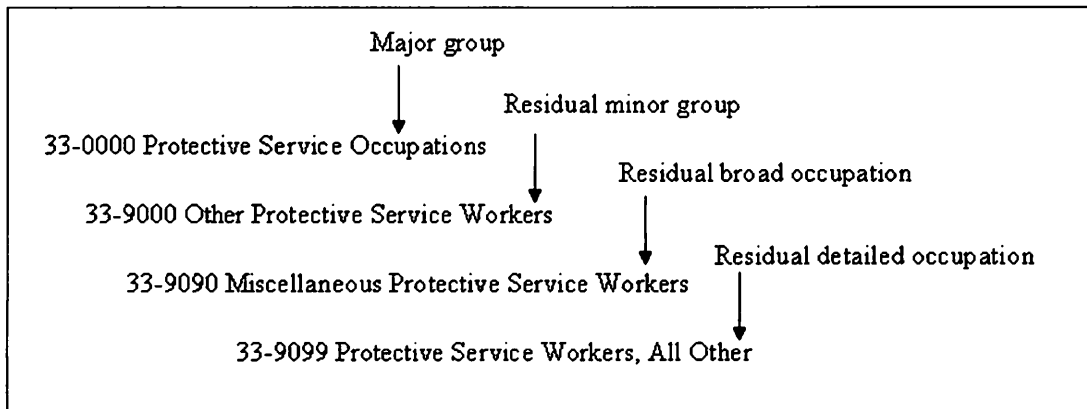 Major group
Residual minor group
33-0000 Protective Service Occupations
Residual broad occupation
33-9000 Other Protective Service Workers
Residual detailed occupation
33-9090 Miscellaneous Protective Service Workers
33-9099 Protective Service Workers, All Other